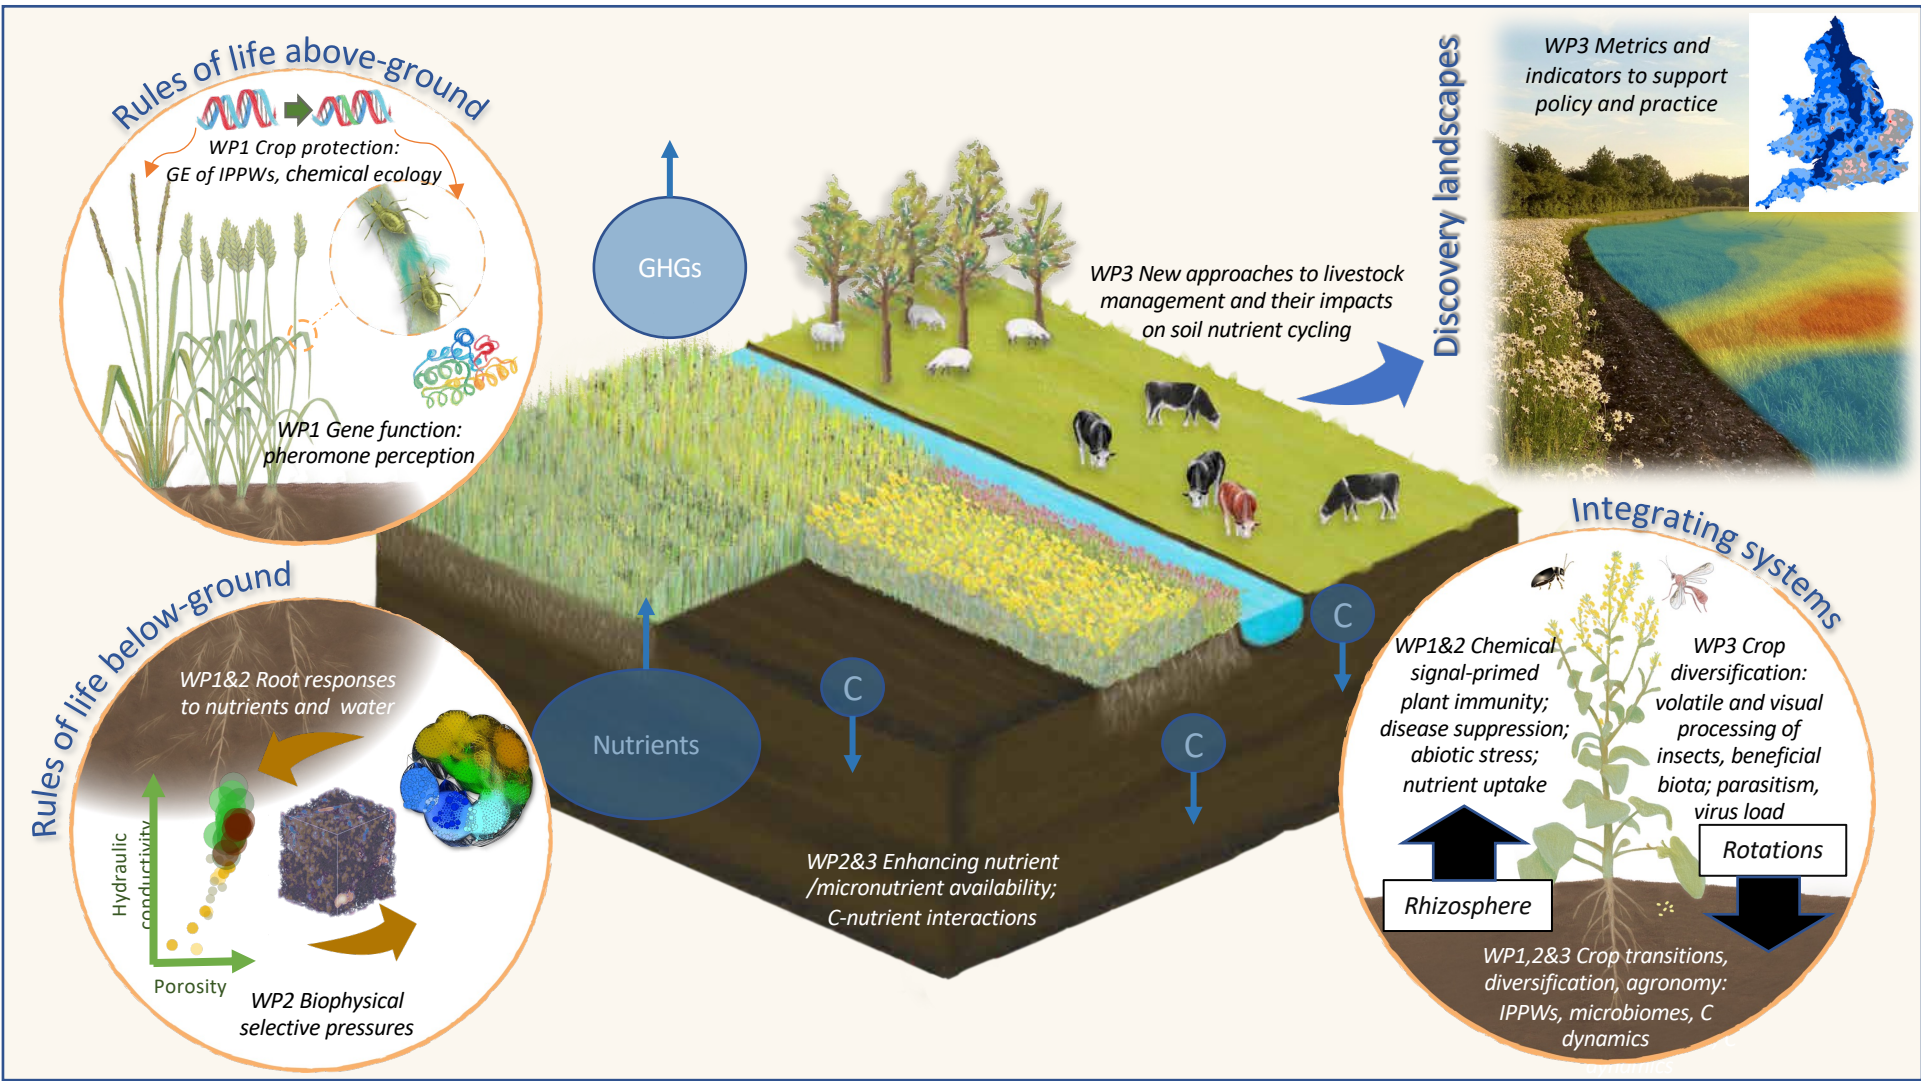 Rules of life above-ground
WP1 Crop protection:
GE of IPPWs, chemical ecology
WP1 Gene function:
pheromone perception
GHGs
WP3 New approaches to livestock
management and their impacts
on soil nutrient cycling
Discovery landscapes
WP3 Metrics and
indicators to support
policy and practice
Rules of life below-ground
WP1&2 Root responses
to nutrients and water
Hydraulic
conductivity
Porosity
WP2 Biophysical
selective pressures
Nutrients
C
C
C
WP2&3 Enhancing nutrient
/micronutrient availability;
C-nutrient interactions
Integrating systems
WP1&2 Chemical
signal-primed
plant immunity;
disease suppression;
abiotic stress;
nutrient uptake
Rhizosphere
WP3 Crop
diversification:
volatile and visual
processing of
insects, beneficial
biota; parasitism,
virus load
Rotations
WP1,2&3 Crop transitions,
diversification, agronomy:
IPPWs, microbiomes, C
dynamics
dynamics